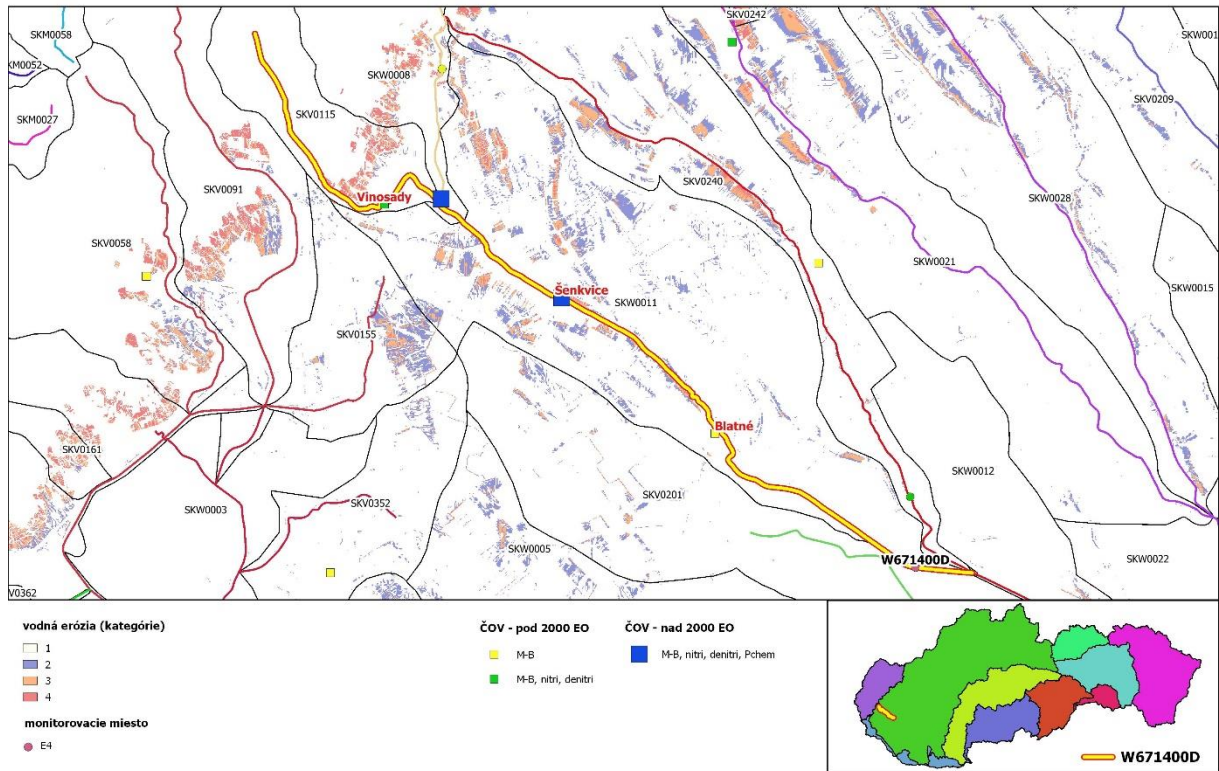 SKM0058
KM0052
SKM0027
SKV0115
SKW0008
SKV0242
SKW001
SKV0209
SKV0091
Vinosady
SKV0240
SKW0028
SKV0058
SKW0021
SKW0015
Šenkvice
SKW0011
SKV0155
Blatné
SKV0161
SKW0003
SKV0352
SKV0201
SKW0012
SKW0005
W671400D
SKW0022
V0362
vodná erózia (kategórie)
1
2
3
4
monitorovacie miesto
E4
ČOV - pod 2000 EO
M-B
M-B, nitri, denitri
ČOV - nad 2000 EO
M-B, nitri, denitri, Pchem
W671400D